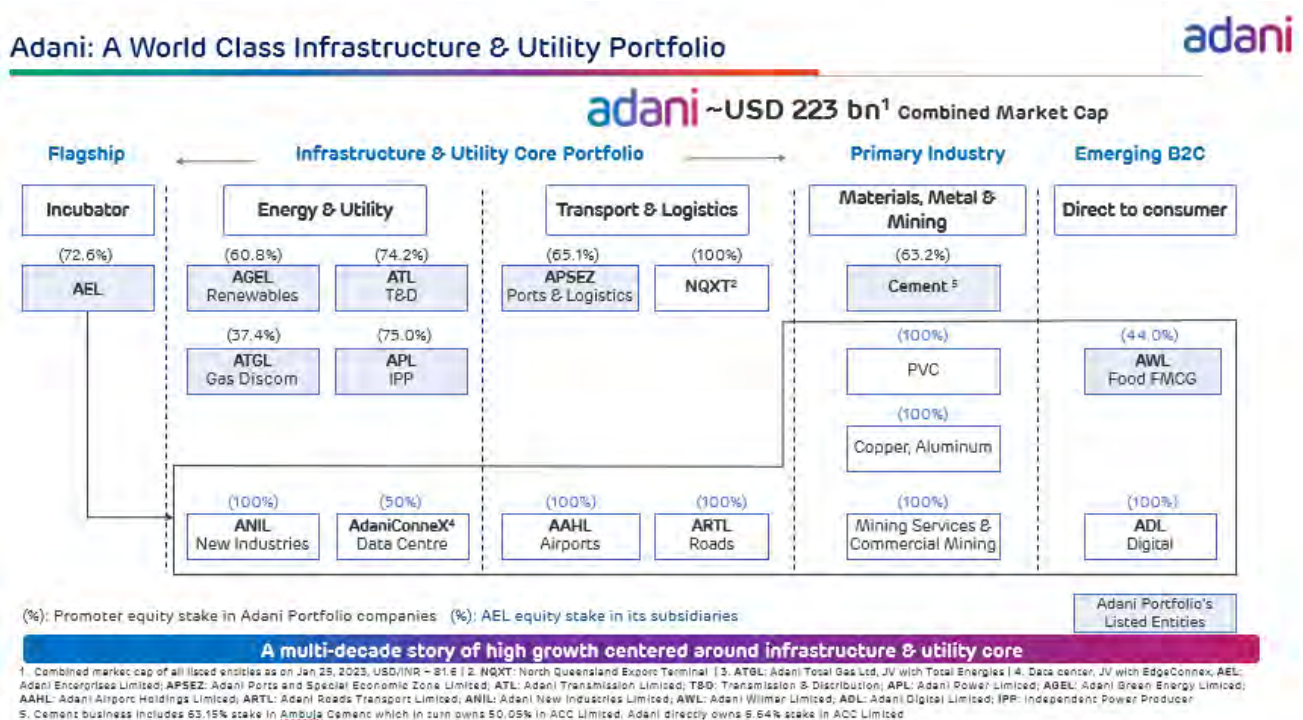 adani
Adani: A World Class Infrastructure & Utility Portfolio
adani ~USD 223 bn¹ Combined Market Cap
Flagship
Infrastructure & Utility Core Portfolio
Primary Industry
Emerging B2C
Incubator
Energy & Utility
Transport & Logistics
Materials, Metal &
Mining
Direct to consumer
(72.6%)
AEL
(60.8%)
AGEL
Renewables
(74.2%)
ATL
T&D
(65.1%)
APSEZ
Ports & Logistics
(100%)
NQXT²
(63.2%)
Cement ⁵
(37.4%)
ATGL
Gas Discom
(75.0%)
APL
IPP
(100%)
PVC
(44.0%)
AWL
Food FMCG
(100%)
Copper, Aluminum
(100%)
ANIL
New Industries
(50%)
AdaniConneX⁴
Data Centre
(100%)
AAHL
Airports
(100%)
ARTL
Roads
(100%)
Mining Services &
Commercial Mining
(100%)
ADL
Digital
(%): Promoter equity stake in Adani Portfolio companies (%): AEL equity stake in its subsidiaries
Adani Portfolio's
Listed Entities
A multi-decade story of high growth centered around infrastructure & utility core
1. Combined market cap of all listed entities as on Jan 25, 2023, USD/INR – 81.6 | 2. NQXT: North Queensland Export Terminal | 3. ATGL: Adani Total Gas Ltd, JV with Total Energies | 4. Data center, JV with EdgeConnex, AEL:
Adani Enterprises Limited; APSEZ: Adani Ports and Special Economic Zone Limited; ATL: Adani Transmission Limited; T&D: Transmission & Distribution; APL: Adani Power Limited; AGEL: Adani Green Energy Limited;
AAHL: Adani Airport Holdings Limited; ARTL: Adani Roads Transport Limited; ANIL: Adani New Industries Limited; AWL: Adani Wilmar Limited; ADL: Adani Digital Limited; IPP: Independent Power Producer
5. Cement business includes 63.15% stake in Ambuja Cement which in turn owns 50.05% in ACC Limited. Adani directly owns 6.64% stake in ACC Limited